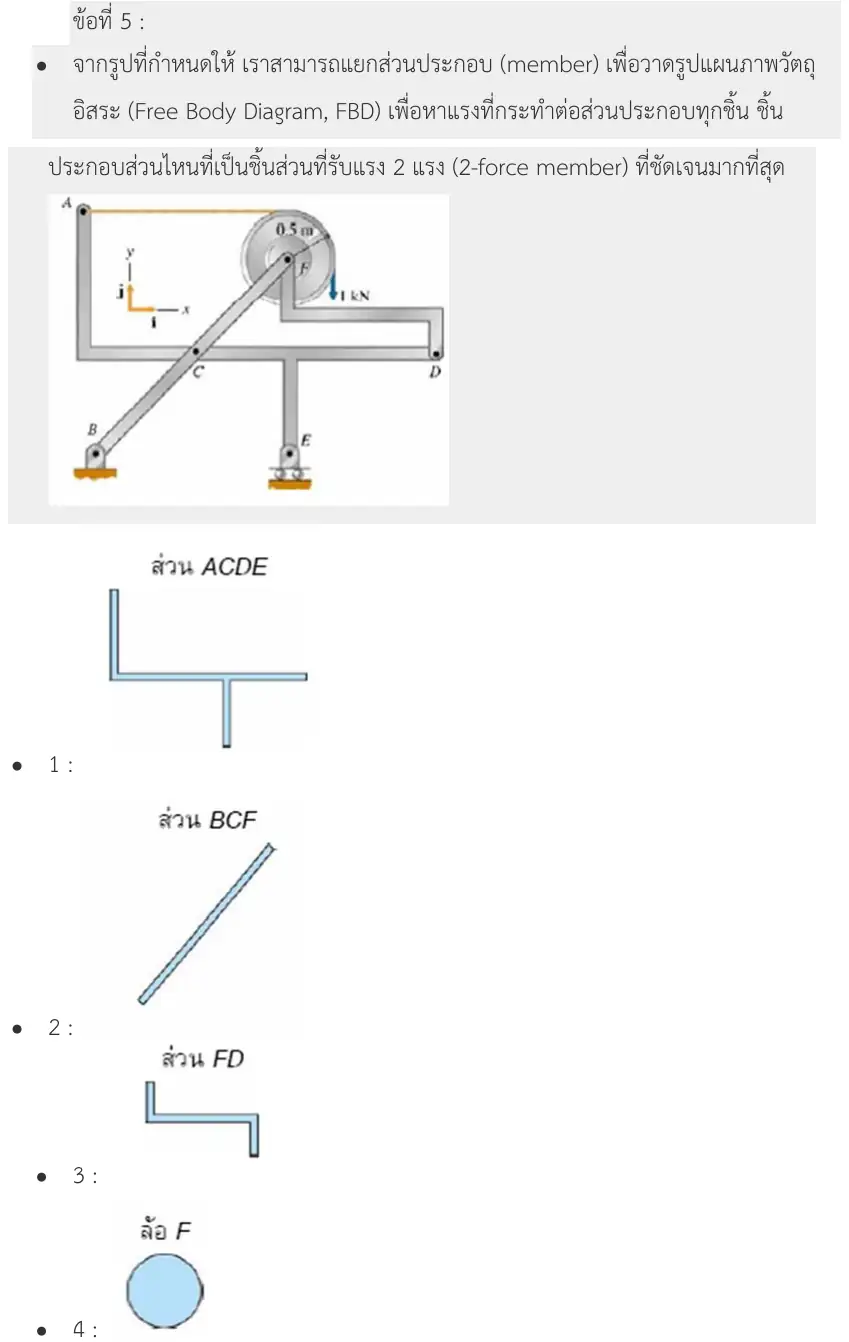 ข้อที่ 5 :
จากรูปที่กำหนดให้ เราสามารถแยกส่วนประกอบ (member) เพื่อวาดรูปแผนภาพวัตถุ
อิสระ (Free Body Diagram, FBD) เพื่อหาแรงที่กระทำต่อส่วนประกอบทุกชิ้น ชิ้น
ประกอบส่วนไหนที่เป็นชิ้นส่วนที่รับแรง 2 แรง (2-force member) ที่ชัดเจนมากที่สุด
A
0.5 m
y
F
j
1 kN
x
i
C
D
B
E
ส่วน ACDE
1 :
ส่วน BCF
2 :
ส่วน FD
3 :
ล้อ F
4 :